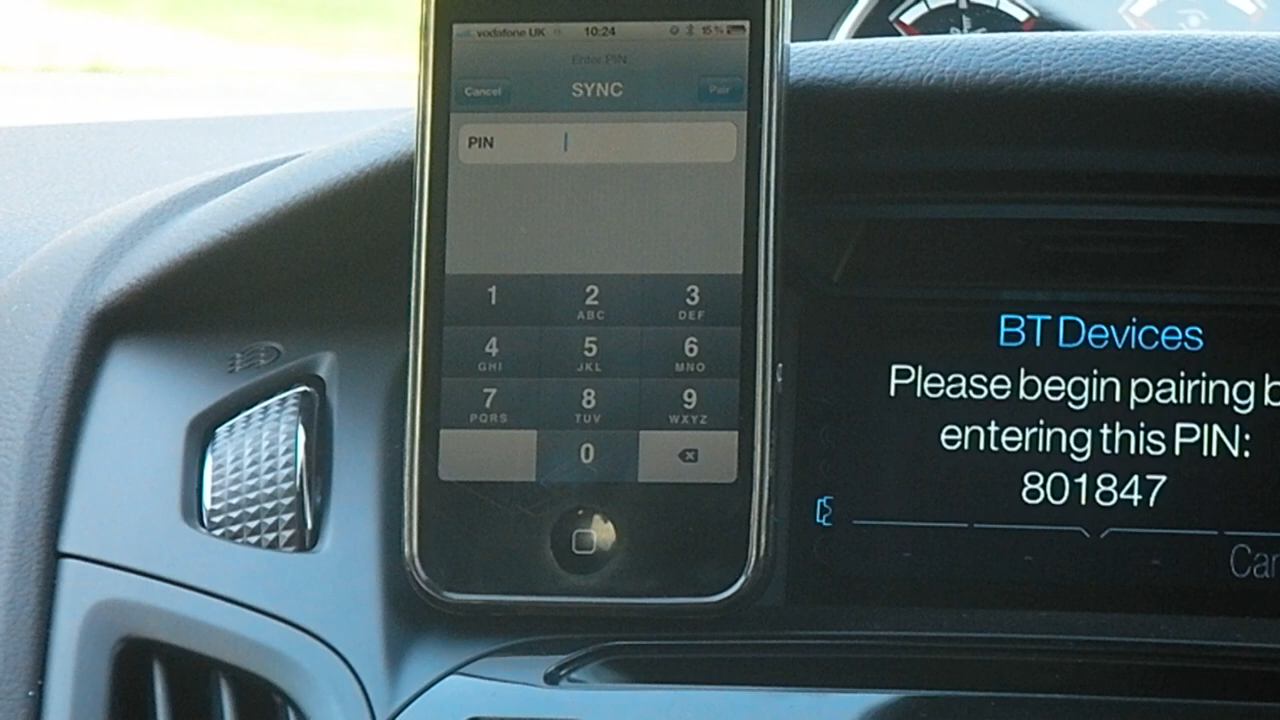 vodafone UK 10:24 15%
Enter PIN
Cancel SYNC Pair
PIN
1 2 3
ABC DEF
4 5 6
GHI JKL MNO
7 8 9
PQRS TUV WXYZ
0
BT Devices
Please begin pairing b
entering this PIN:
801847
Can